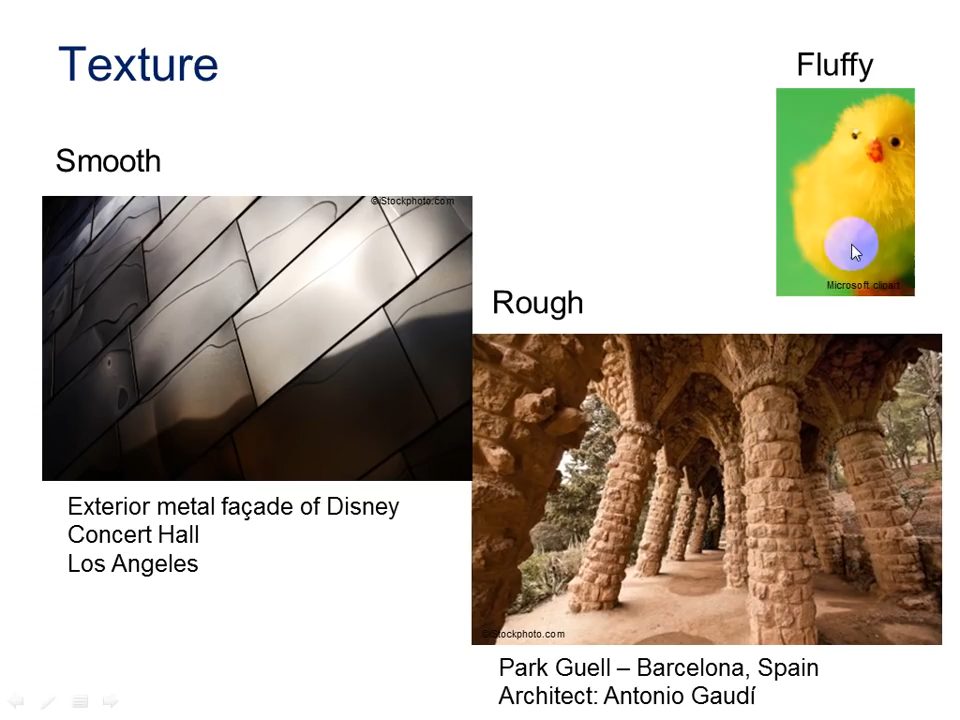 Texture
Fluffy
Smooth
©iStockphoto.com
Microsoft clipart
Rough
Exterior metal façade of Disney
Concert Hall
Los Angeles
©iStockphoto.com
Park Guell – Barcelona, Spain
Architect: Antonio Gaudí